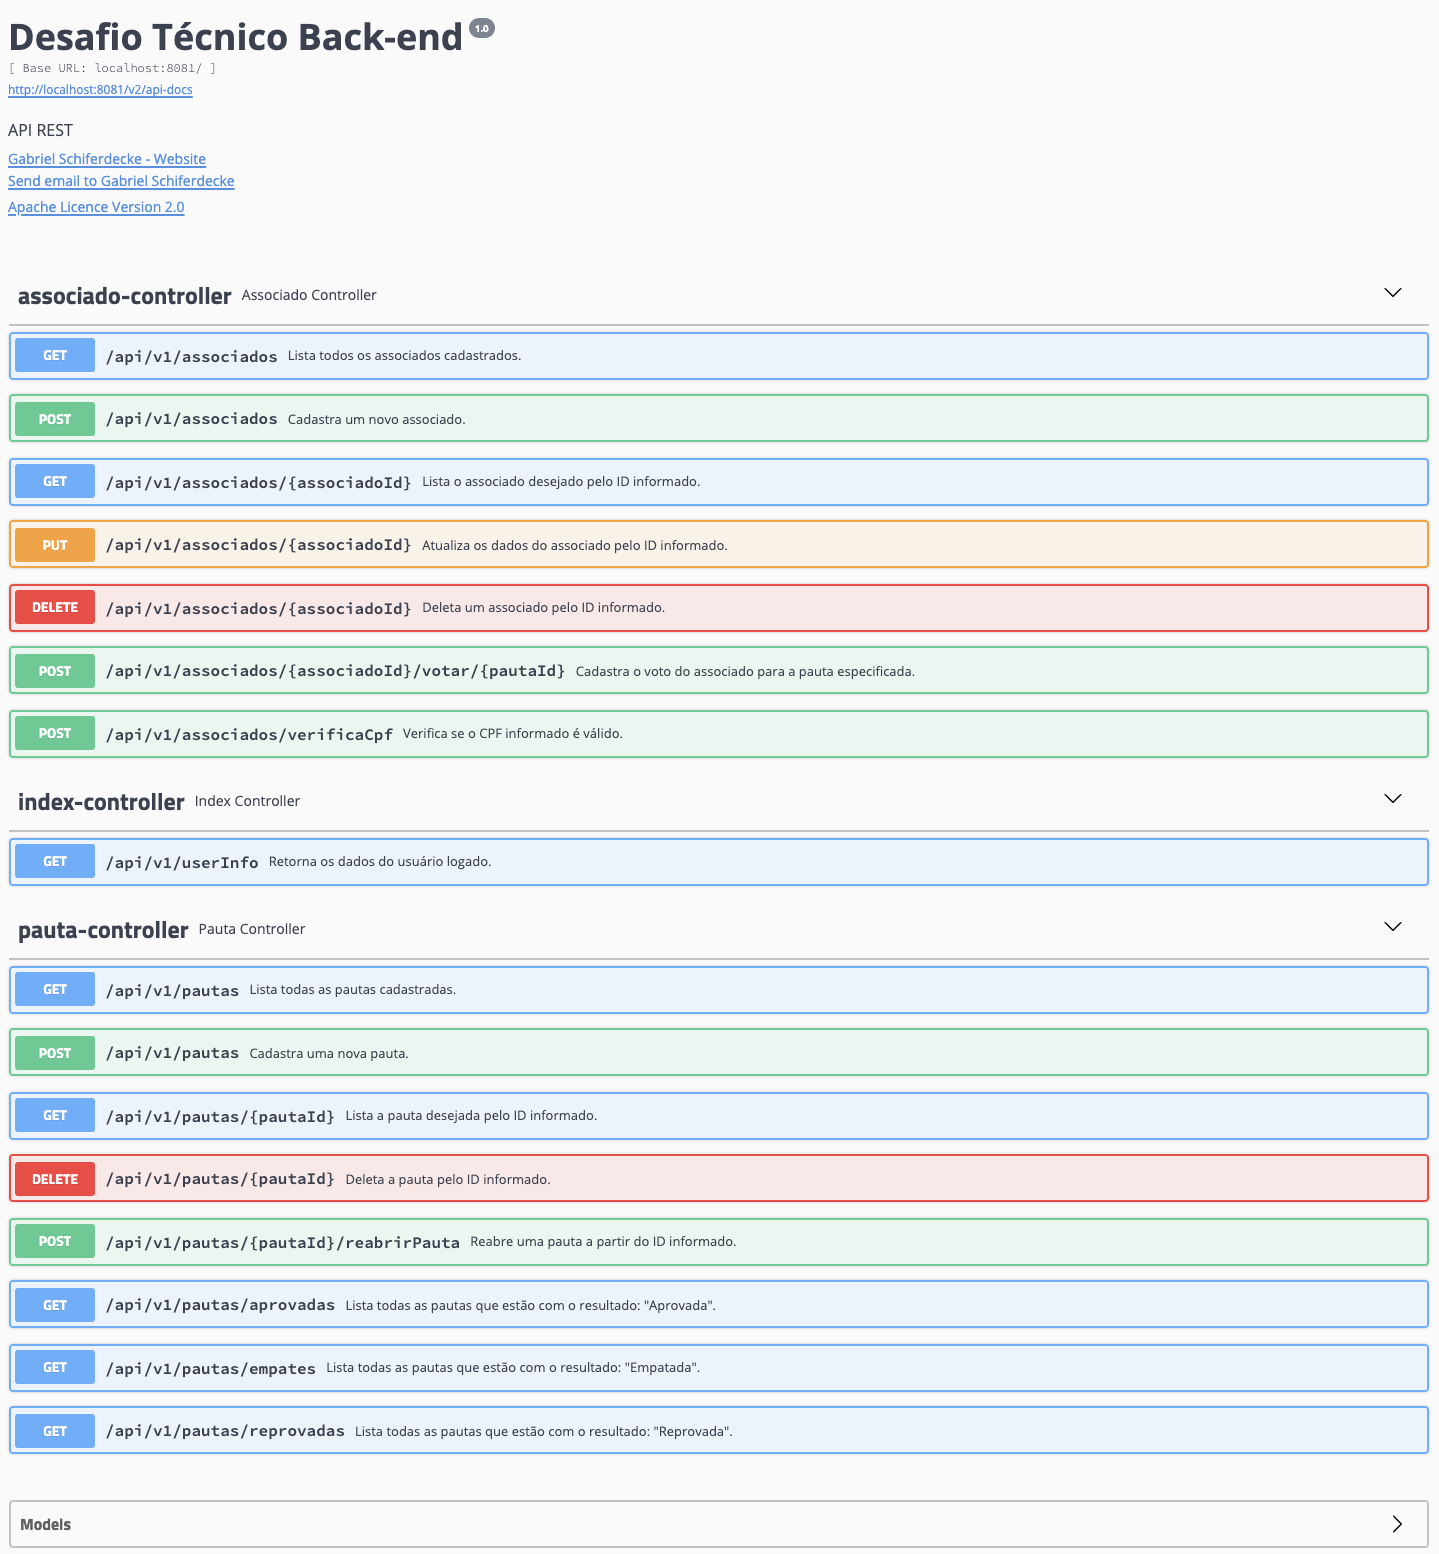 Desafio Técnico Back-end 1.0
[ Base URL: localhost:8081/ ]
http://localhost:8081/v2/api-docs
API REST
Gabriel Schiferdecke - Website
Send email to Gabriel Schiferdecke
Apache Licence Version 2.0
associado-controller Associado Controller
GET /api/v1/associados Lista todos os associados cadastrados.
POST /api/v1/associados Cadastra um novo associado.
GET /api/v1/associados/{associadoId} Lista o associado desejado pelo ID informado.
PUT /api/v1/associados/{associadoId} Atualiza os dados do associado pelo ID informado.
DELETE /api/v1/associados/{associadoId} Deleta um associado pelo ID informado.
POST /api/v1/associados/{associadoId}/votar/{pautaId} Cadastra o voto do associado para a pauta especificada.
POST /api/v1/associados/verificaCpf Verifica se o CPF informado é válido.
index-controller Index Controller
GET /api/v1/userInfo Retorna os dados do usuário logado.
pauta-controller Pauta Controller
GET /api/v1/pautas Lista todas as pautas cadastradas.
POST /api/v1/pautas Cadastra uma nova pauta.
GET /api/v1/pautas/{pautaId} Lista a pauta desejada pelo ID informado.
DELETE /api/v1/pautas/{pautaId} Deleta a pauta pelo ID informado.
POST /api/v1/pautas/{pautaId}/reabrirPauta Reabre uma pauta a partir do ID informado.
GET /api/v1/pautas/aprovadas Lista todas as pautas que estão com o resultado: "Aprovada".
GET /api/v1/pautas/empates Lista todas as pautas que estão com o resultado: "Empatada".
GET /api/v1/pautas/reprovadas Lista todas as pautas que estão com o resultado: "Reprovada".
Models